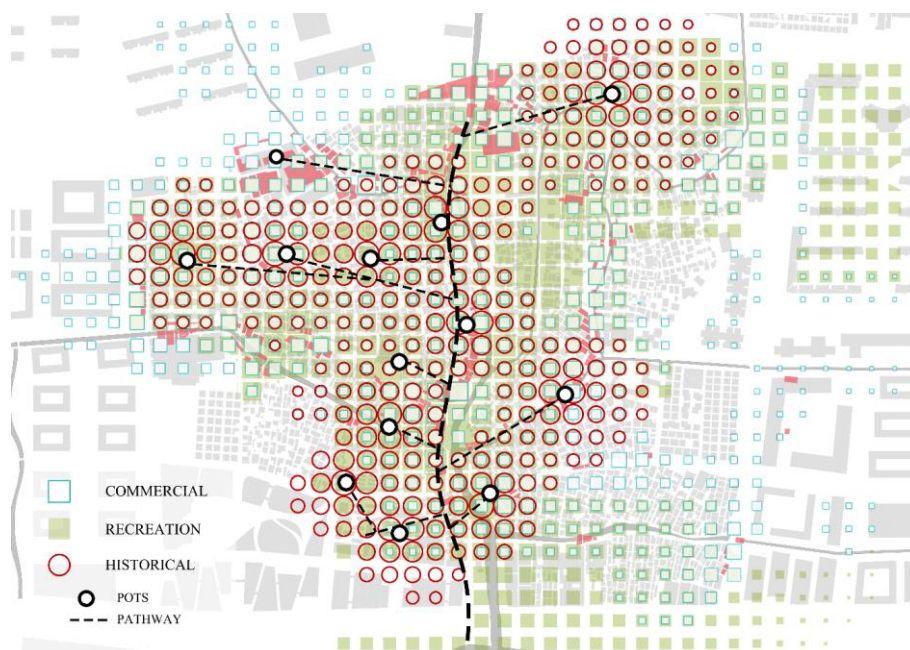 COMMERCIAL
RECREATION
HISTORICAL
POTS
PATHWAY